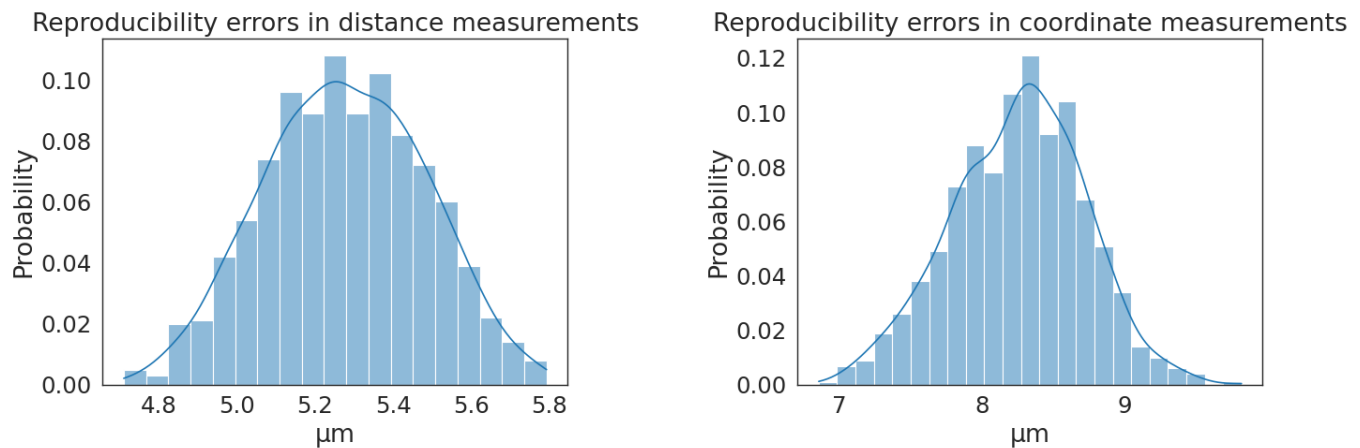 Reproducibility errors in distance measurements
0.10
0.08
0.06
0.04
0.02
0.00
Probability
4.8 5.0 5.2 5.4 5.6 5.8
µm
Reproducibility errors in coordinate measurements
0.12
0.10
0.08
0.06
0.04
0.02
0.00
Probability
7 8 9
µm